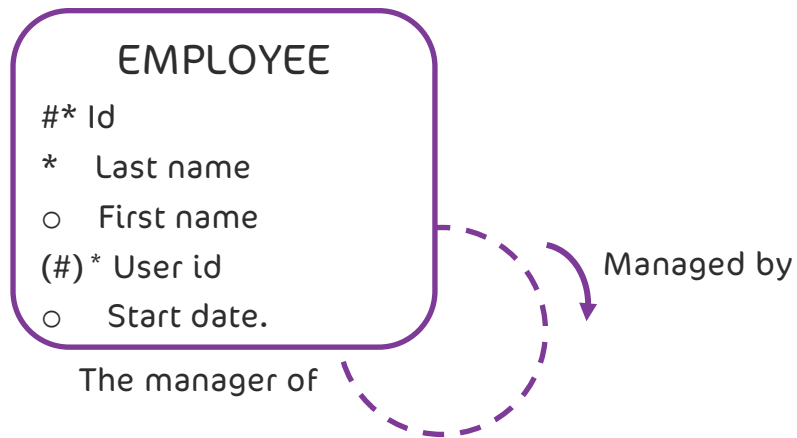 EMPLOYEE
#* Id
* Last name
o First name
(#)* User id
o Start date.
Managed by
The manager of